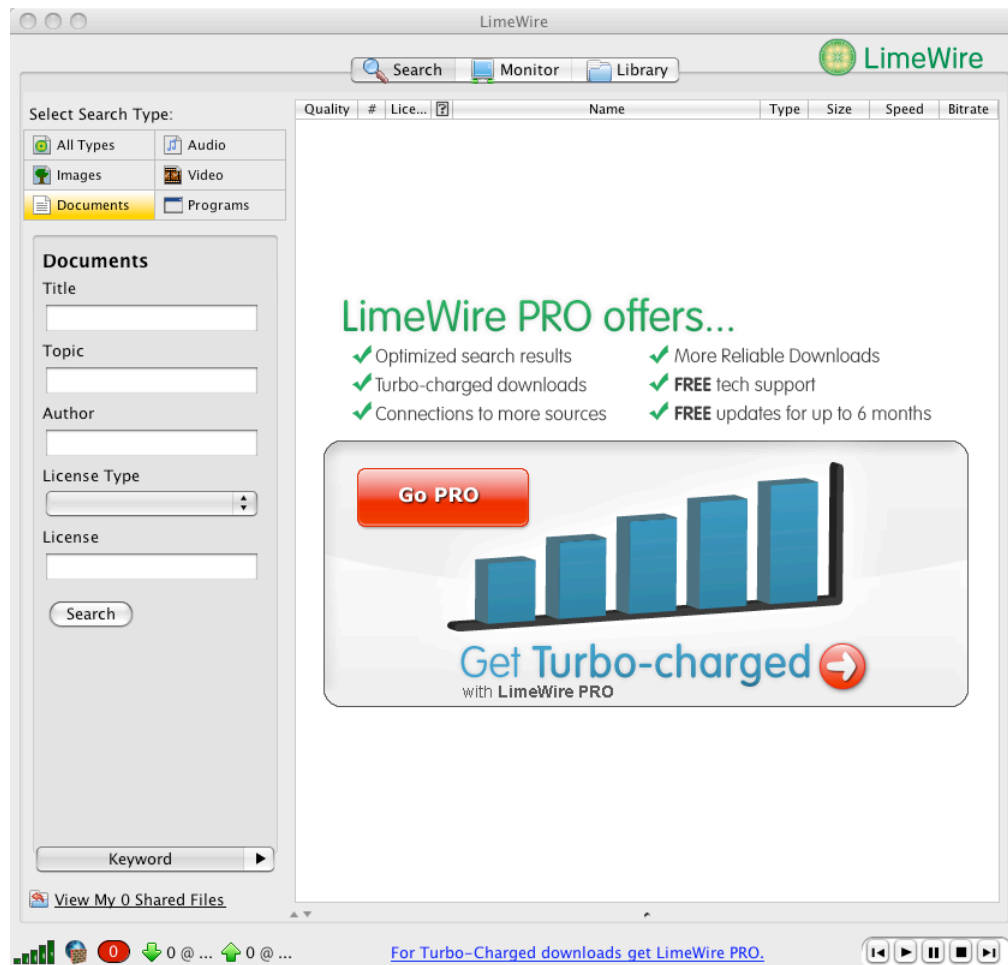 LimeWire
Search Monitor Library
LimeWire
Select Search Type:
All Types Audio
Images Video
Documents Programs
Documents
Title
Topic
Author
License Type
License
Search
Keyword
View My 0 Shared Files
Quality # Lice... ? Name Type Size Speed Bitrate
LimeWire PRO offers...
Optimized search results
Turbo-charged downloads
Connections to more sources
More Reliable Downloads
FREE tech support
FREE updates for up to 6 months
Go PRO
Get Turbo-charged
with LimeWire PRO
0 0 @ ... 0 @ ...
For Turbo-Charged downloads get LimeWire PRO.